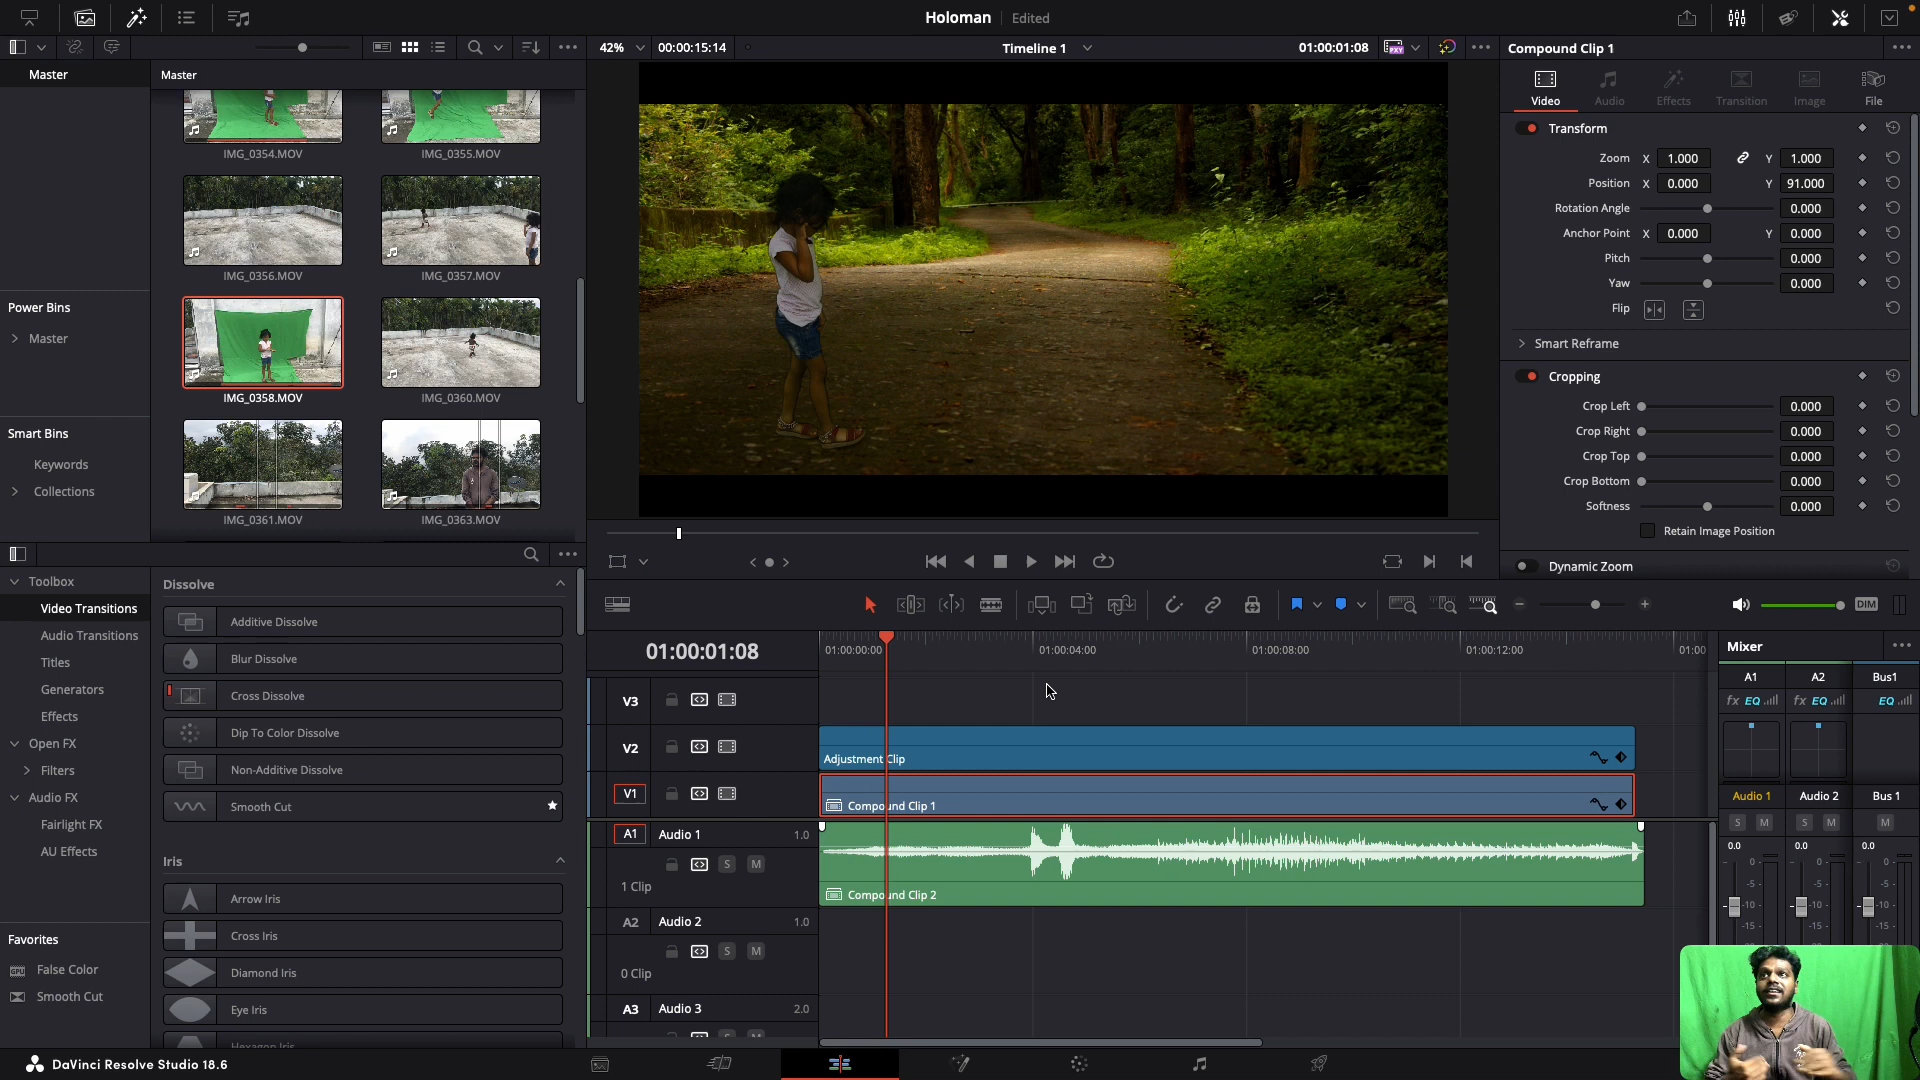 Holoman
Edited
42%
00:00:15:14
Timeline 1
01:00:01:08
PXY
Compound Clip 1
Master
Master
Video
Audio
Effects
Transition
Image
File
IMG_0354.MOV
IMG_0355.MOV
IMG_0356.MOV
IMG_0357.MOV
IMG_0358.MOV
IMG_0360.MOV
IMG_0361.MOV
IMG_0363.MOV
Power Bins
Master
Smart Bins
Keywords
Collections
Transform
Zoom X 1.000 Y 1.000
Position X 0.000 Y 91.000
Rotation Angle 0.000
Anchor Point X 0.000 Y 0.000
Pitch 0.000
Yaw 0.000
Flip
Smart Reframe
Cropping
Crop Left 0.000
Crop Right 0.000
Crop Top 0.000
Crop Bottom 0.000
Softness 0.000
Retain Image Position
Dynamic Zoom
Toolbox
Video Transitions
Audio Transitions
Titles
Generators
Effects
Open FX
Filters
Audio FX
Fairlight FX
AU Effects
Favorites
False Color
Smooth Cut
Dissolve
Additive Dissolve
Blur Dissolve
Cross Dissolve
Dip To Color Dissolve
Non-Additive Dissolve
Smooth Cut
Iris
Arrow Iris
Cross Iris
Diamond Iris
Eye Iris
Hexagon Iris
DIM
01:00:01:08
01:00:00:00
01:00:04:00
01:00:08:00
01:00:12:00
01:00
V3
V2
Adjustment Clip
V1
Compound Clip 1
A1 Audio 1 1.0
S M
1 Clip
Compound Clip 2
A2 Audio 2 1.0
S M
0 Clip
A3 Audio 3 2.0
Mixer
A1 A2 Bus1
fx EQ fx EQ EQ
Audio 1 Audio 2 Bus 1
S M S M M
0.0 0.0 0.0
0 0 0
-5 -5 -5
-10 -10 -10
-15 -15 -15
DaVinci Resolve Studio 18.6